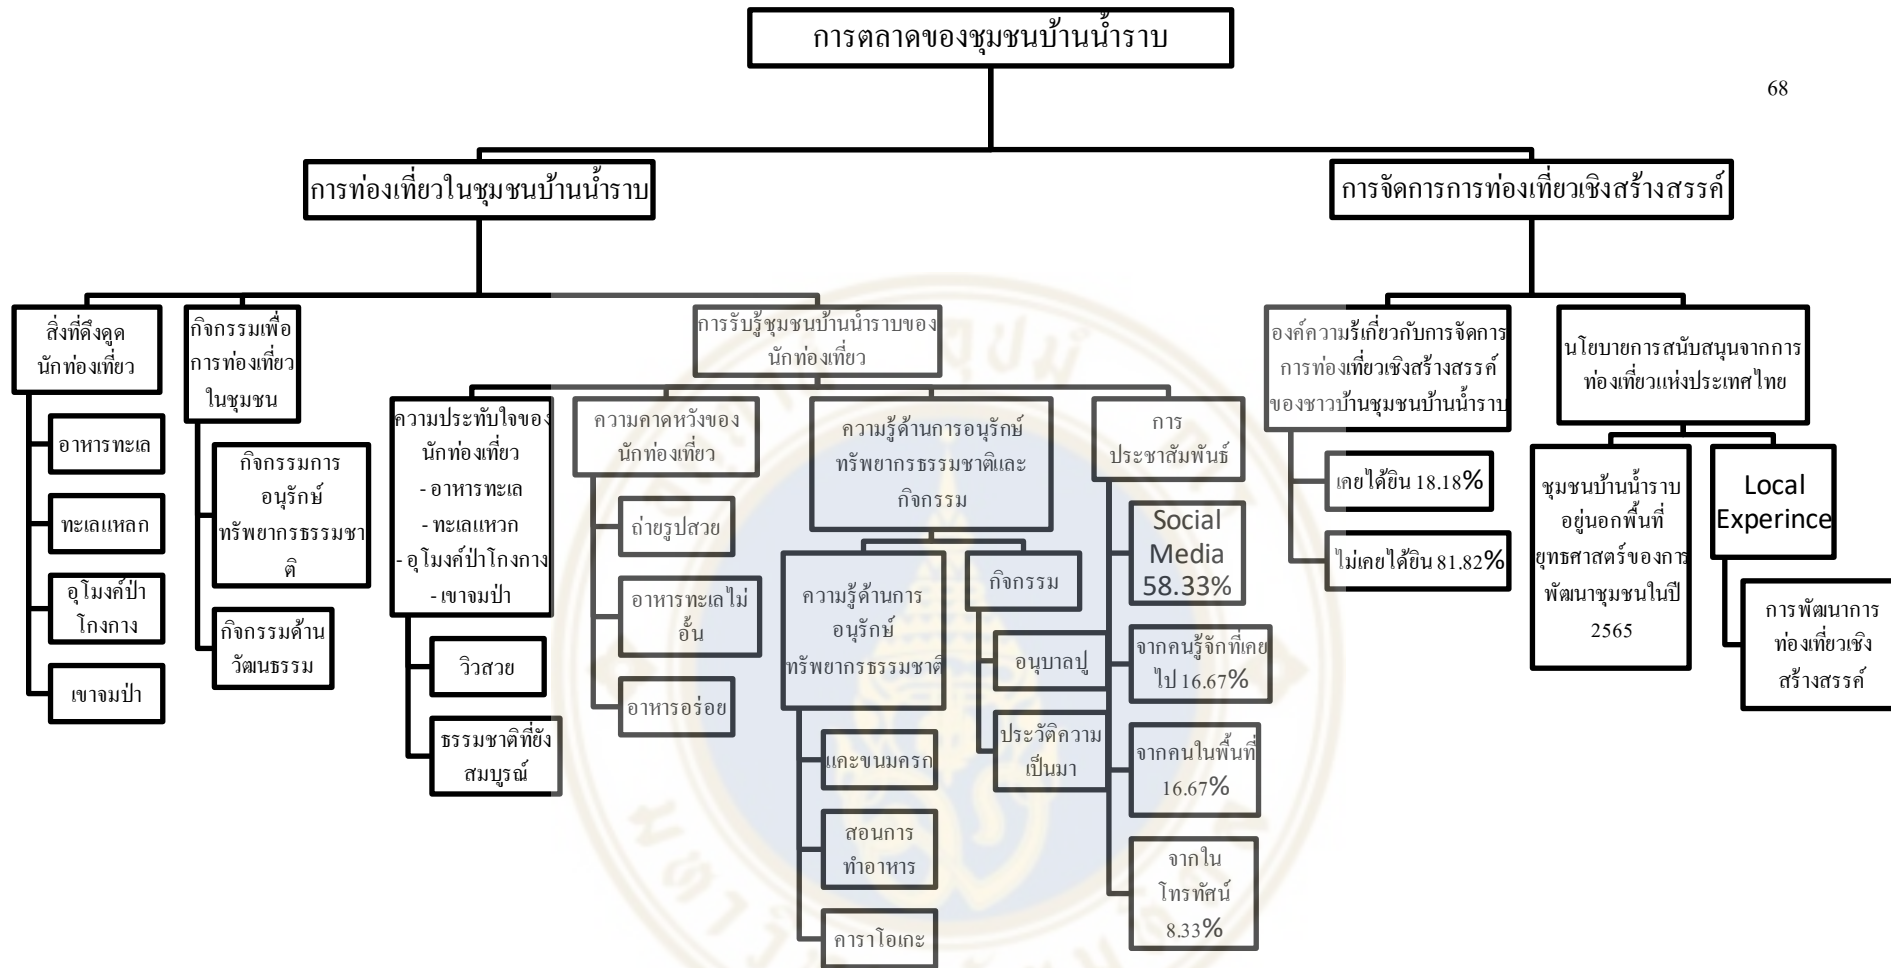 การตลาดของชุมชนบ้านน้ำราบ
68
การท่องเที่ยวในชุมชนบ้านน้ำราบ
การจัดการการท่องเที่ยวเชิงสร้างสรรค์
สิ่งที่ดึงดูด
นักท่องเที่ยว
อาหารทะเล
ทะเลแหลก
อุโมงค์ป่า
โกงกาง
เขาจมป่า
กิจกรรมเพื่อ
การท่องเที่ยว
ในชุมชน
กิจกรรมการ
อนุรักษ์
ทรัพยากรธรรมชา
ติ
กิจกรรมด้าน
วัฒนธรรม
การรับรู้ชุมชนบ้านน้ำราบของ
นักท่องเที่ยว
ความประทับใจของ
นักท่องเที่ยว
- อาหารทะเล
- ทะเลแหวก
- อุโมงค์ป่าโกงกาง
- เขาจมป่า
วิวสวย
ธรรมชาติที่ยัง
สมบูรณ์
ความคาดหวังของ
นักท่องเที่ยว
ถ่ายรูปสวย
อาหารทะเลไม่
อั้น
อาหารอร่อย
ความรู้ด้านการอนุรักษ์
ทรัพยากรธรรมชาติและ
กิจกรรม
ความรู้ด้านการ
อนุรักษ์
ทรัพยากรธรรมชาติ
แคะขนมครก
สอนการ
ทำอาหาร
คาราโอเกะ
กิจกรรม
อนุบาลปู
ประวัติความ
เป็นมา
การ
ประชาสัมพันธ์
Social
Media
58.33%
จากคนรู้จักที่เคย
ไป 16.67%
จากคนในพื้นที่
16.67%
จากใน
โทรทัศน์
8.33%
องค์ความรู้เกี่ยวกับการจัดการ
การท่องเที่ยวเชิงสร้างสรรค์
ของชาวบ้านชุมชนบ้านน้ำราบ
เคยได้ยิน 18.18%
ไม่เคยได้ยิน 81.82%
นโยบายการสนับสนุนจากการ
ท่องเที่ยวแห่งประเทศไทย
ชุมชนบ้านน้ำราบ
อยู่นอกพื้นที่
ยุทธศาสตร์ของการ
พัฒนาชุมชนในปี
2565
Local
Experince
การพัฒนาการ
ท่องเที่ยวเชิง
สร้างสรรค์